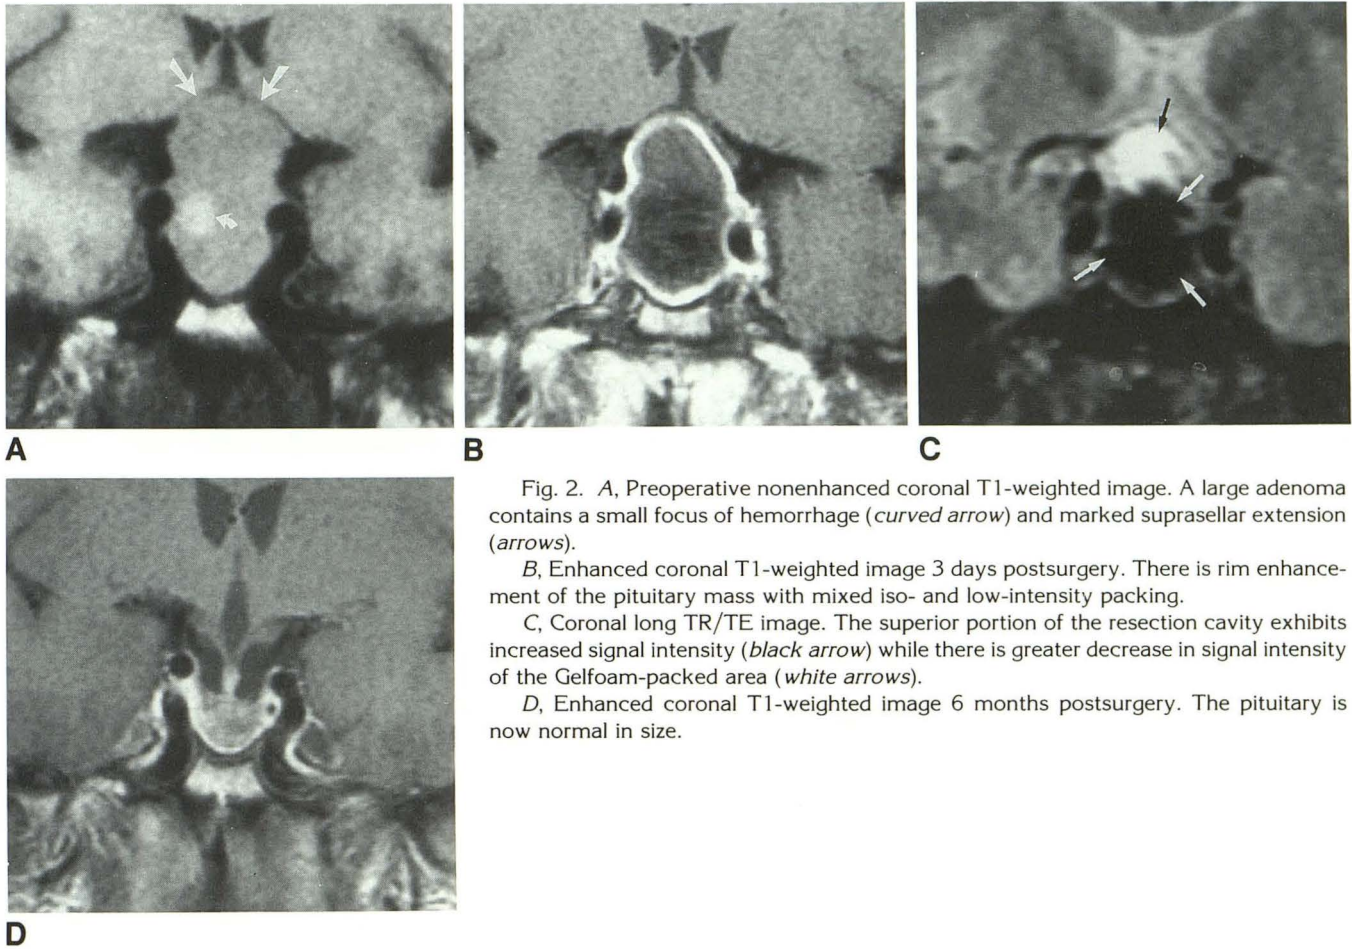 A
B
C
Fig. 2. A, Preoperative nonenhanced coronal T1-weighted image. A large adenoma
contains a small focus of hemorrhage (curved arrow) and marked suprasellar extension
(arrows).
B, Enhanced coronal T1-weighted image 3 days postsurgery. There is rim enhance-
ment of the pituitary mass with mixed iso- and low-intensity packing.
C, Coronal long TR/TE image. The superior portion of the resection cavity exhibits
increased signal intensity (black arrow) while there is greater decrease in signal intensity
of the Gelfoam-packed area (white arrows).
D, Enhanced coronal T1-weighted image 6 months postsurgery. The pituitary is
now normal in size.
D